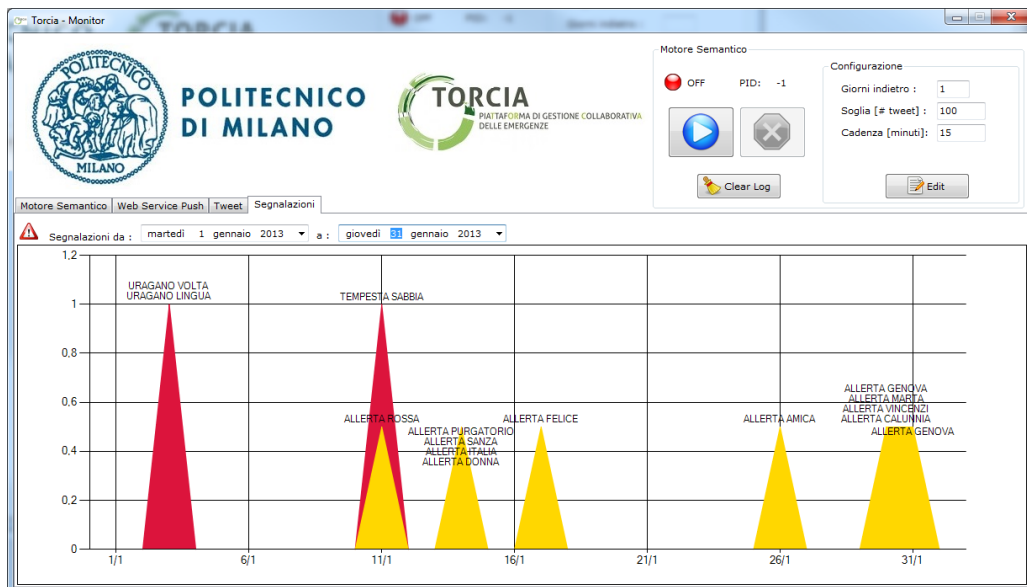 Torcia - Monitor
POLITECNICO
MILANO
POLITECNICO
DI MILANO
TORCIA
PIATTAFORMA DI GESTIONE COLLABORATIVA
DELLE EMERGENZE
Motore Semantico
OFF PID: -1
Clear Log
Configurazione
Giorni indietro : 1
Soglia [# tweet] : 100
Cadenza [minuti]: 15
Edit
Motore Semantico Web Service Push Tweet Segnalazioni
Segnalazioni da : martedì 1 gennaio 2013 a : giovedì 31 gennaio 2013
1,2
1
0,8
0,6
0,4
0,2
0
URAGANO VOLTA
URAGANO LINGUA
TEMPESTA SABBIA
ALLERTA ROSSA
ALLERTA PURGATORIO
ALLERTA SANZA
ALLERTA ITALIA
ALLERTA DONNA
ALLERTA FELICE
ALLERTA AMICA
ALLERTA GENOVA
ALLERTA MARTA
ALLERTA VINCENZI
ALLERTA CALUNNIA
ALLERTA GENOVA
1/1 6/1 11/1 16/1 21/1 26/1 31/1